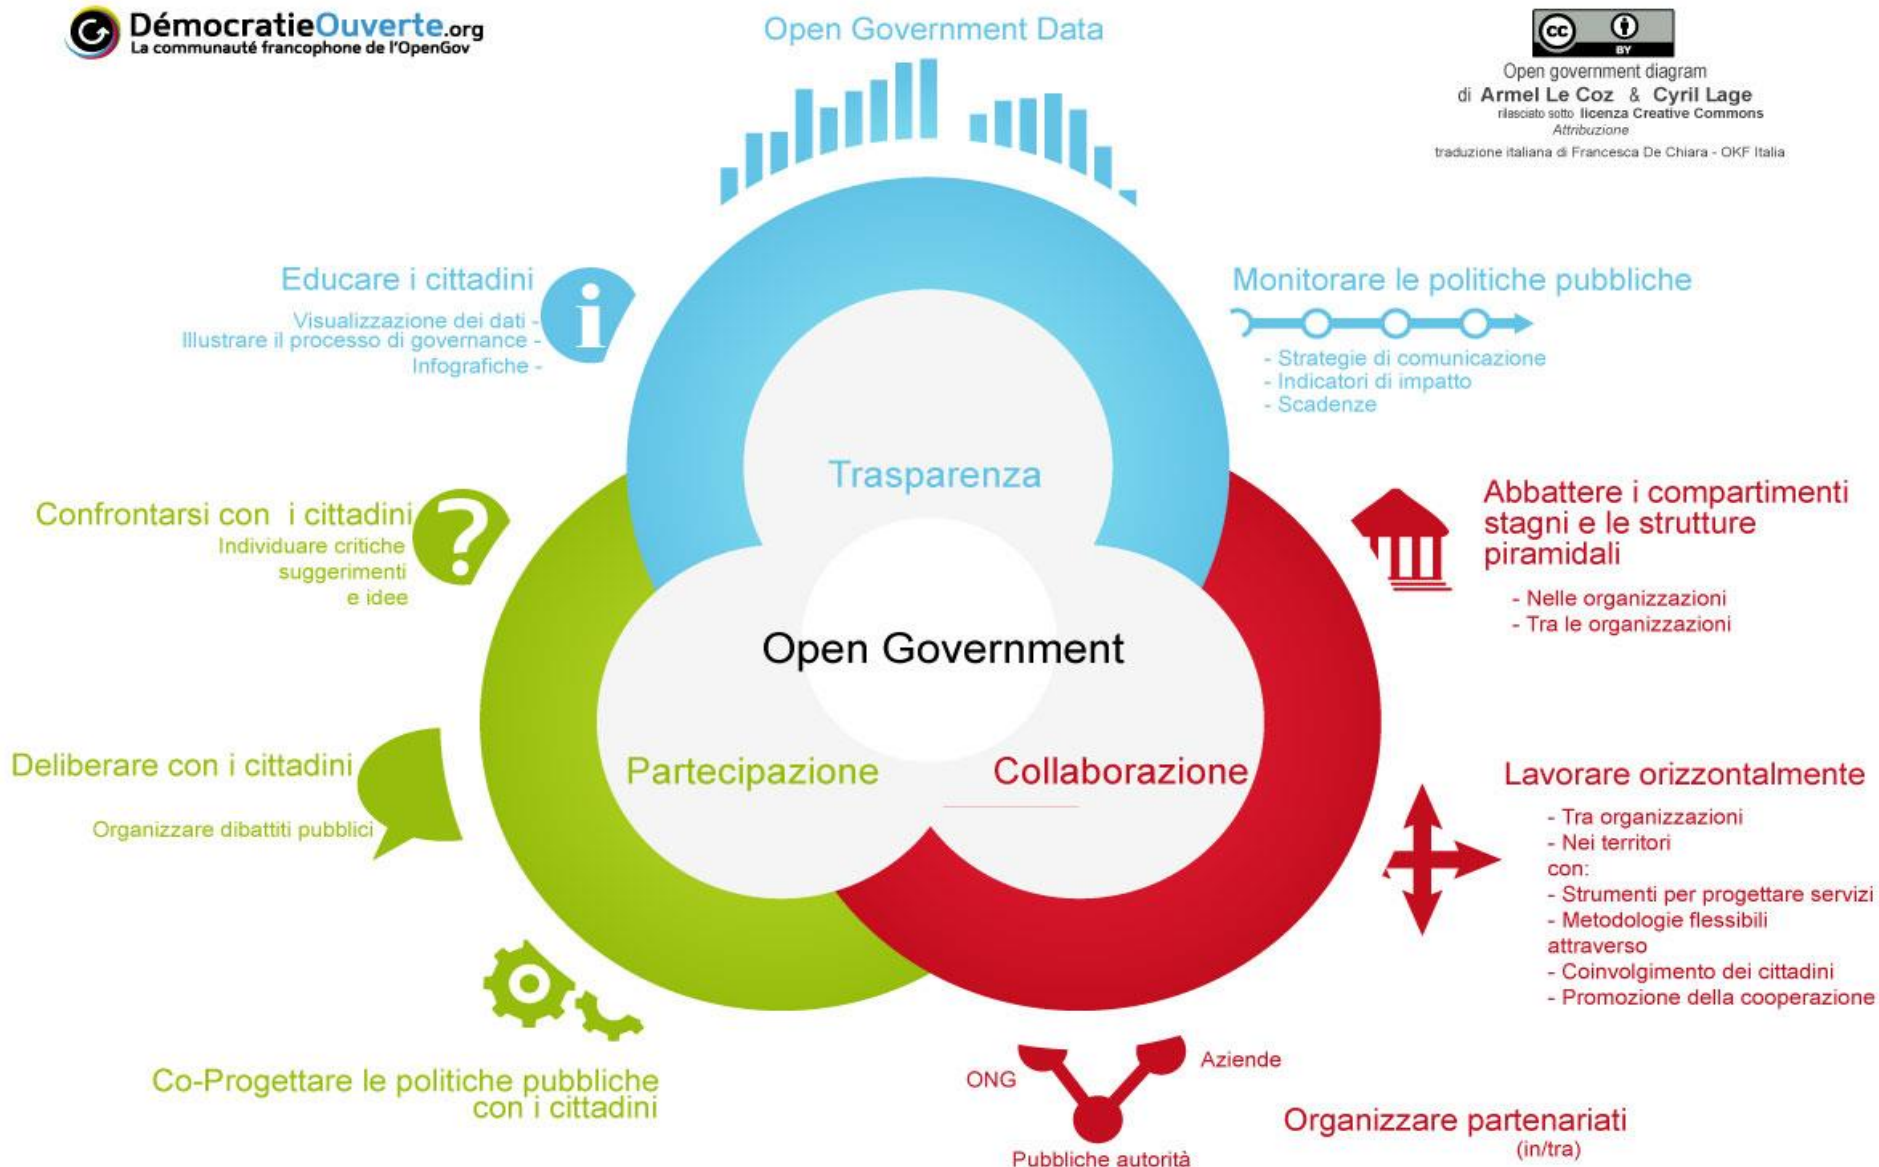 DémocratieOuverte.org
La communauté francophone de l'OpenGov
Open Government Data
cc
BY
Open government diagram
di Armel Le Coz & Cyril Lage
rilasciato sotto licenza Creative Commons
Attribuzione
traduzione italiana di Francesca De Chiara - OKF Italia
Educare i cittadini
Visualizzazione dei dati -
Illustrare il processo di governance -
Infografiche -
i
Monitorare le politiche pubbliche
- Strategie di comunicazione
- Indicatori di impatto
- Scadenze
Trasparenza
Confrontarsi con i cittadini
Individuare critiche
suggerimenti
e idee
?
Abbattere i compartimenti
stagni e le strutture
piramidali
- Nelle organizzazioni
- Tra le organizzazioni
Open Government
Deliberare con i cittadini
Organizzare dibattiti pubblici
Partecipazione
Collaborazione
Lavorare orizzontalmente
- Tra organizzazioni
- Nei territori
con:
- Strumenti per progettare servizi
- Metodologie flessibili
attraverso
- Coinvolgimento dei cittadini
- Promozione della cooperazione
Co-Progettare le politiche pubbliche
con i cittadini
ONG
Aziende
Pubbliche autorità
Organizzare partenariati
(in/tra)